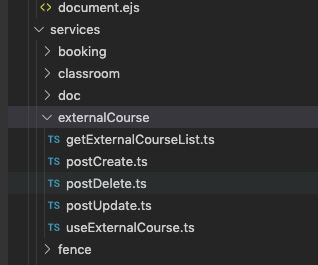 document.ejs
services
booking
classroom
doc
externalCourse
TS getExternalCourseList.ts
TS postCreate.ts
TS postDelete.ts
TS postUpdate.ts
TS useExternalCourse.ts
fence